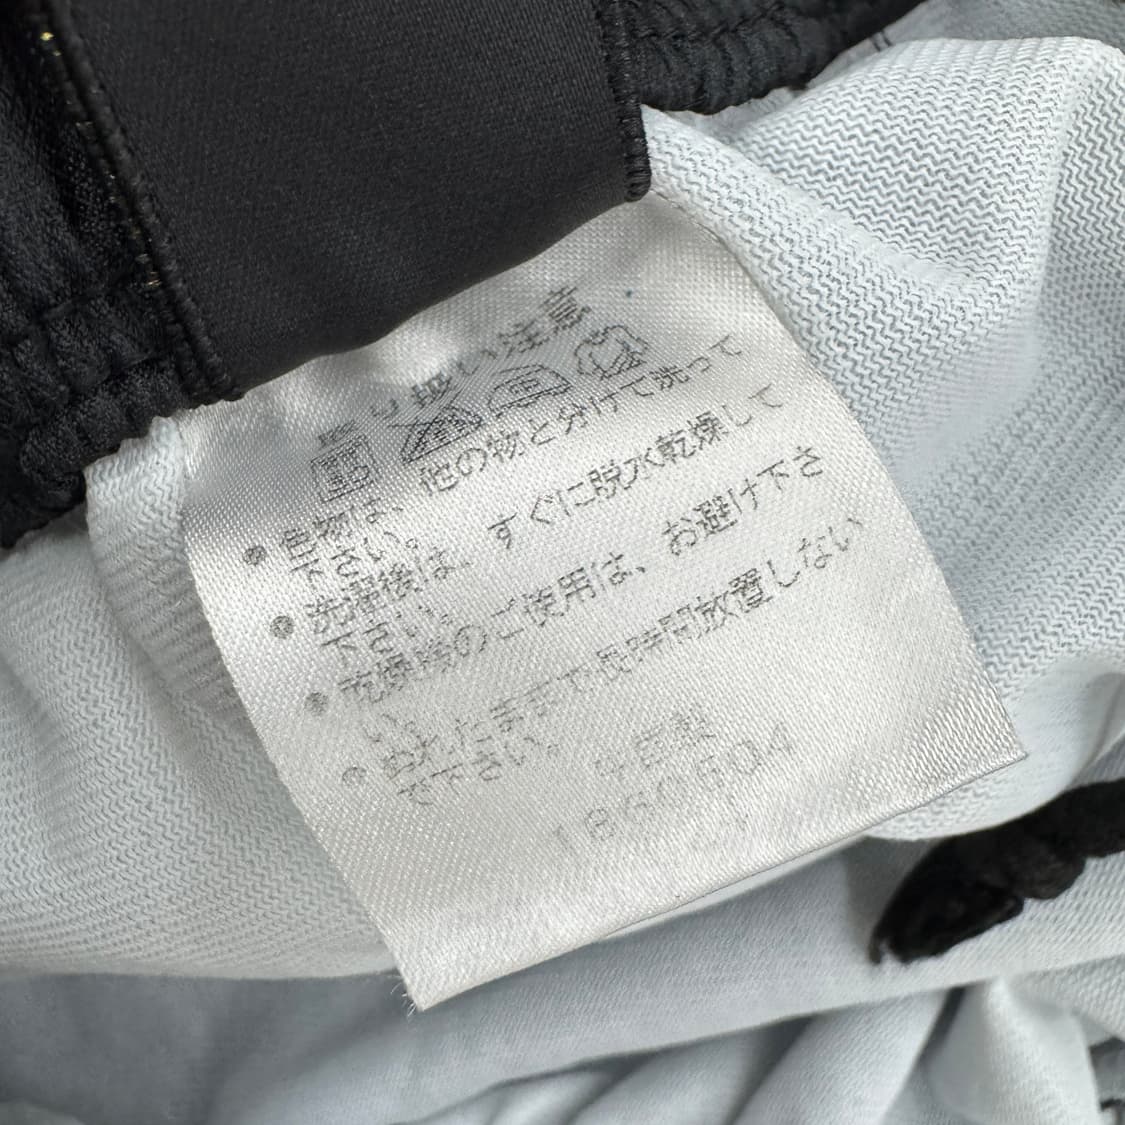 取扱い注意
● 色物は、他の物と分けて洗って
下さい。
● 洗濯後は、すぐに脱水乾燥して
下さい。
● 乾燥後のご使用は、お避け下さ
い。
● ぬれたままで長時間放置しない
で下さい。
中国製
1860504